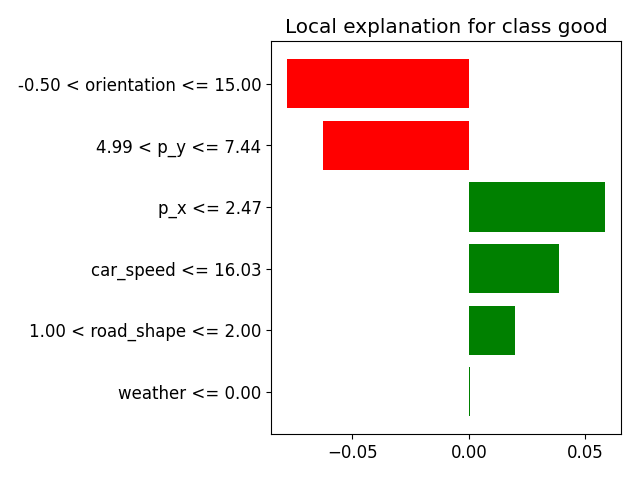 Local explanation for class good
-0.50 < orientation <= 15.00
4.99 < p_y <= 7.44
p_x <= 2.47
car_speed <= 16.03
1.00 < road_shape <= 2.00
weather <= 0.00
−0.05 0.00 0.05